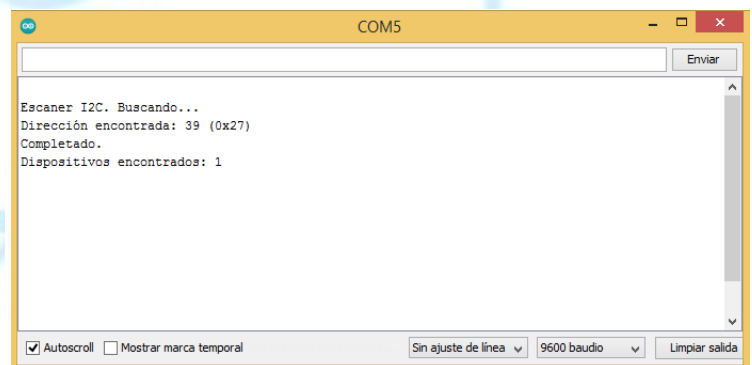 COM5
Enviar
Escaner I2C. Buscando...
Dirección encontrada: 39 (0x27)
Completado.
Dispositivos encontrados: 1
Autoscroll Mostrar marca temporal Sin ajuste de línea 9600 baudio Limpiar salida